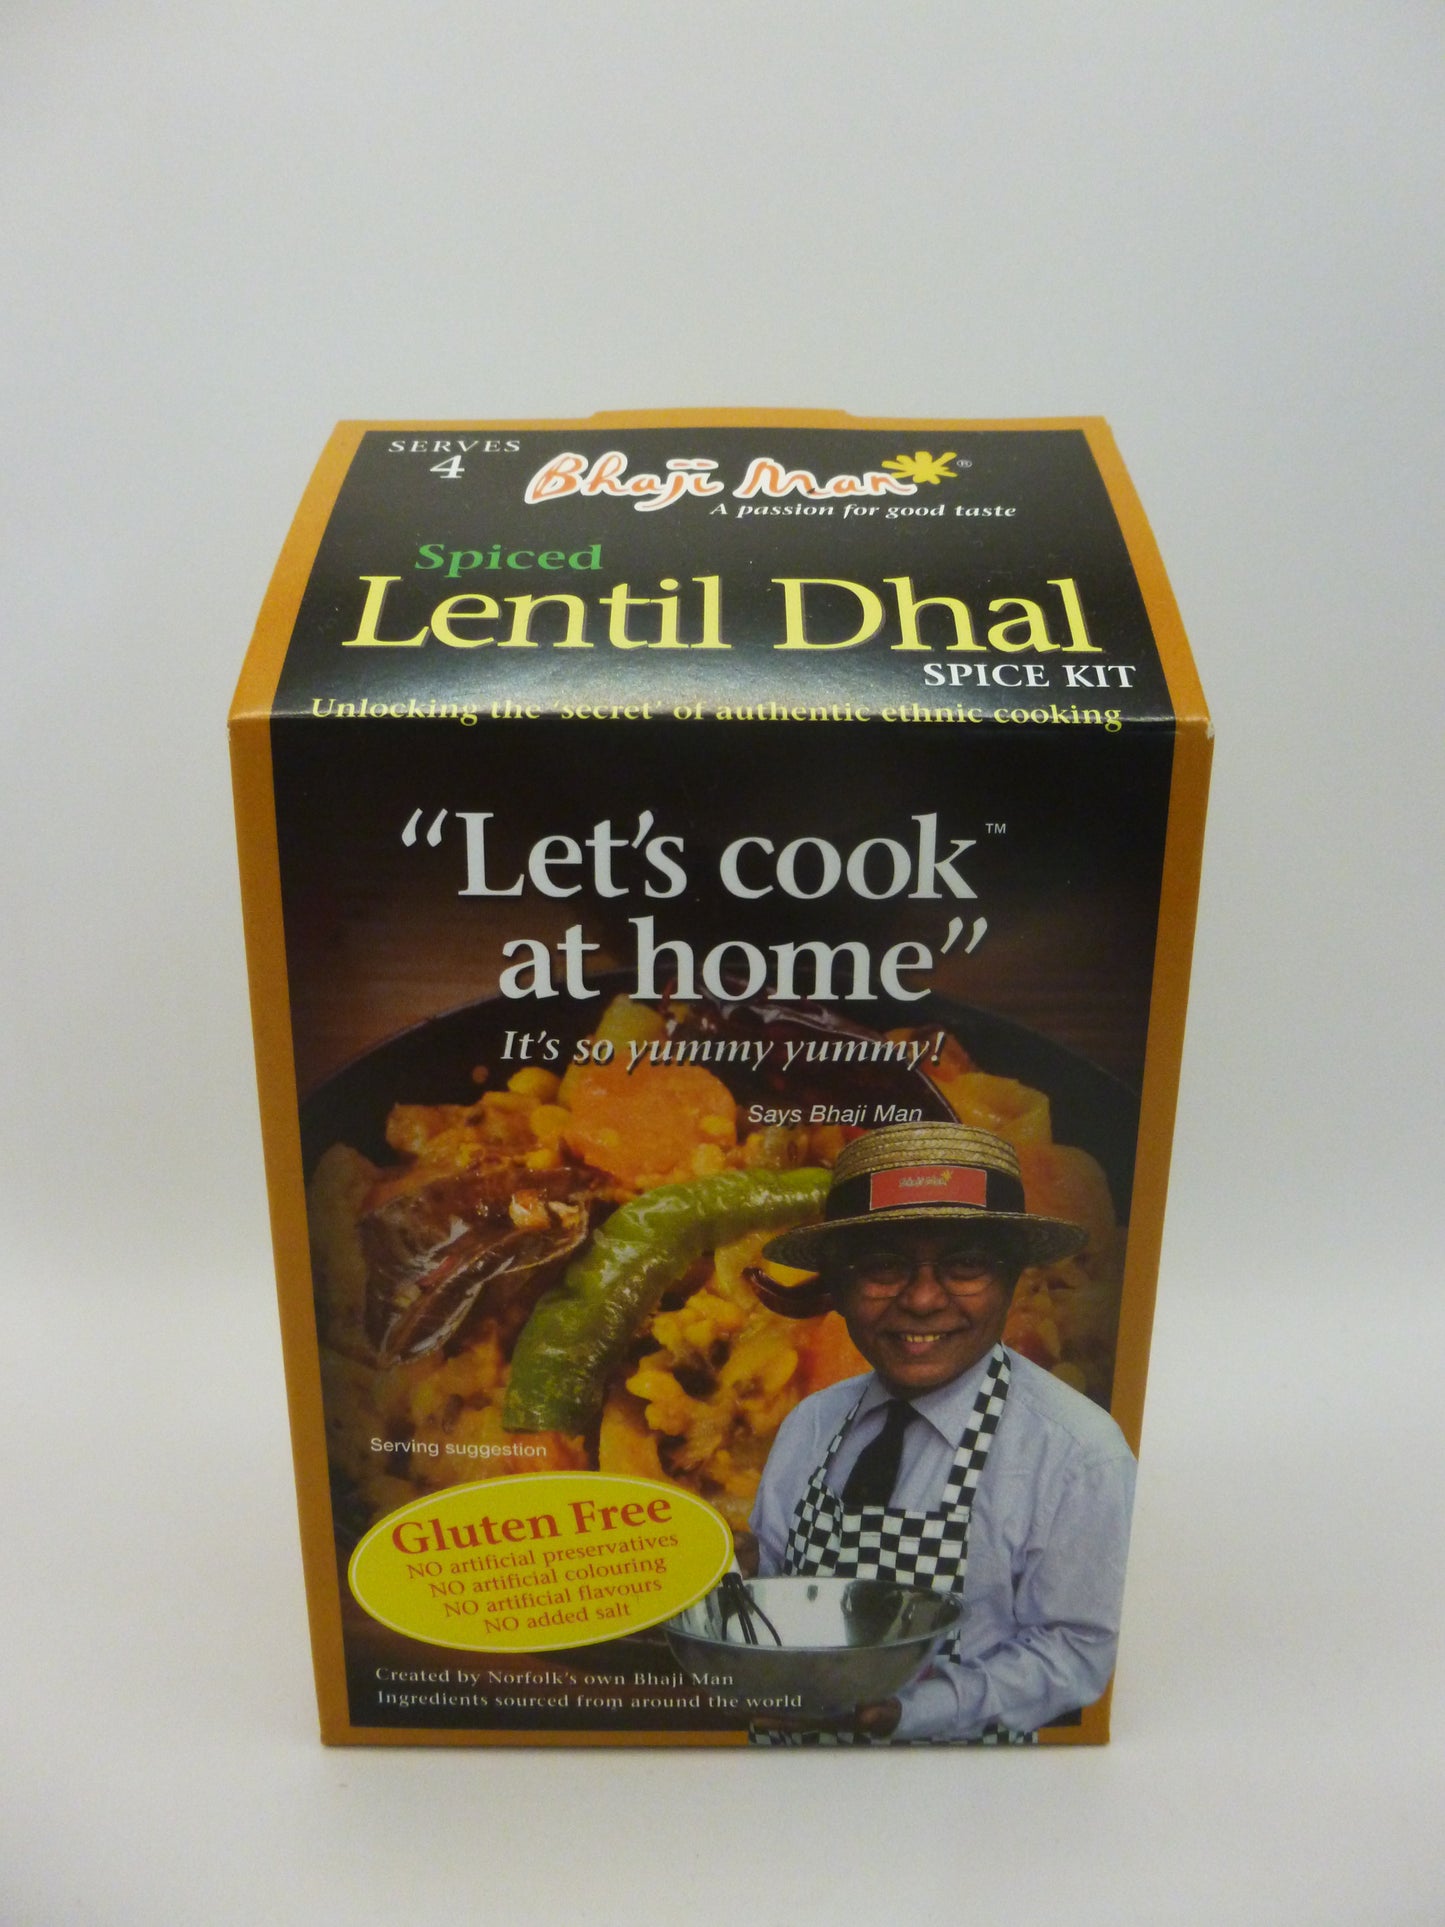 SERVES
4
Bhaji Man®
A passion for good taste
Spiced
Lentil Dhal
SPICE KIT
Unlocking the 'secret' of authentic ethnic cooking
“Let's cook™
at home”
It's so yummy yummy!
Says Bhaji Man
Serving suggestion
Gluten Free
NO artificial preservatives
NO artificial colouring
NO artificial flavours
NO added salt
Created by Norfolk's own Bhaji Man
Ingredients sourced from around the world